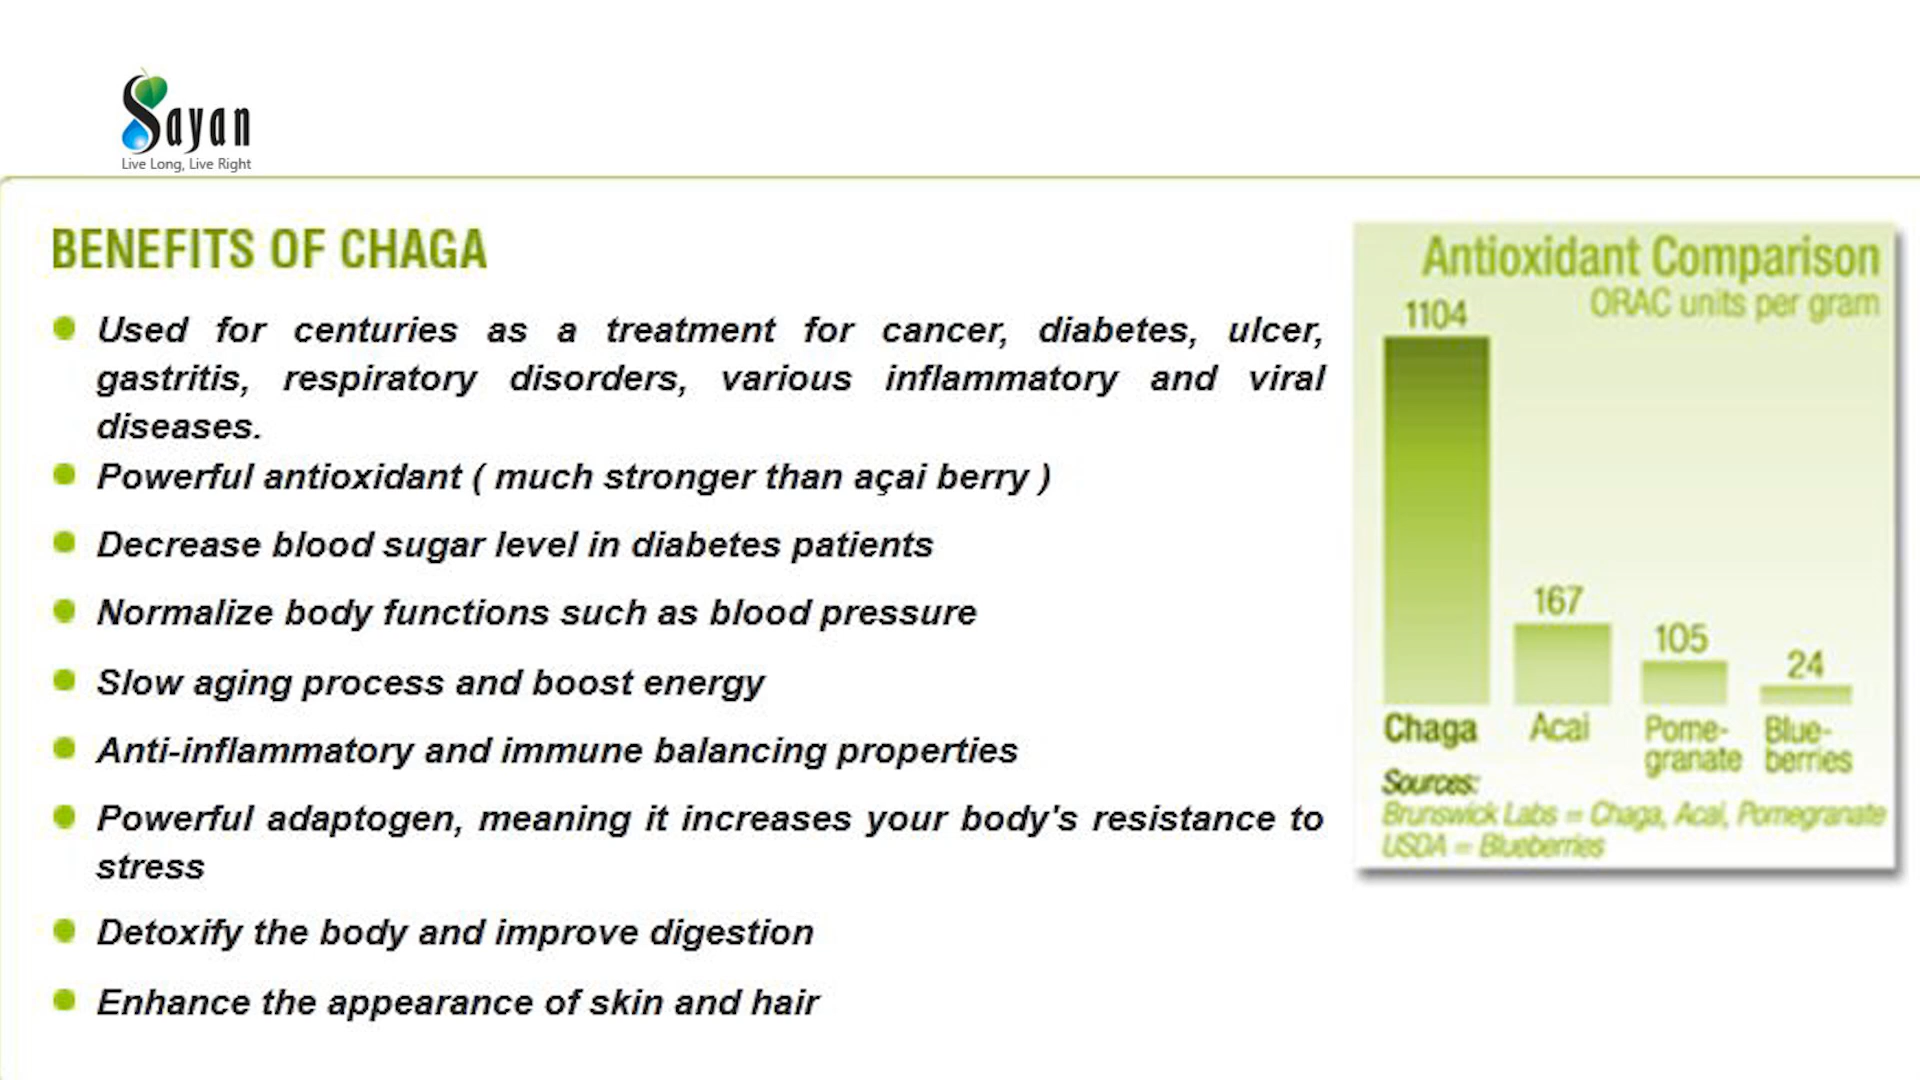 Sayan
Live Long, Live Right
BENEFITS OF CHAGA
Used for centuries as a treatment for cancer, diabetes, ulcer,
gastritis, respiratory disorders, various inflammatory and viral
diseases.
Powerful antioxidant ( much stronger than açai berry )
Decrease blood sugar level in diabetes patients
Normalize body functions such as blood pressure
Slow aging process and boost energy
Anti-inflammatory and immune balancing properties
Powerful adaptogen, meaning it increases your body's resistance to
stress
Detoxify the body and improve digestion
Enhance the appearance of skin and hair
Antioxidant Comparison
ORAC units per gram
1104
167
105
24
Chaga
Acai
Pome-
granate
Blue-
berries
Sources:
Brunswick Labs = Chaga, Acai, Pomegranate
USDA = Blueberries